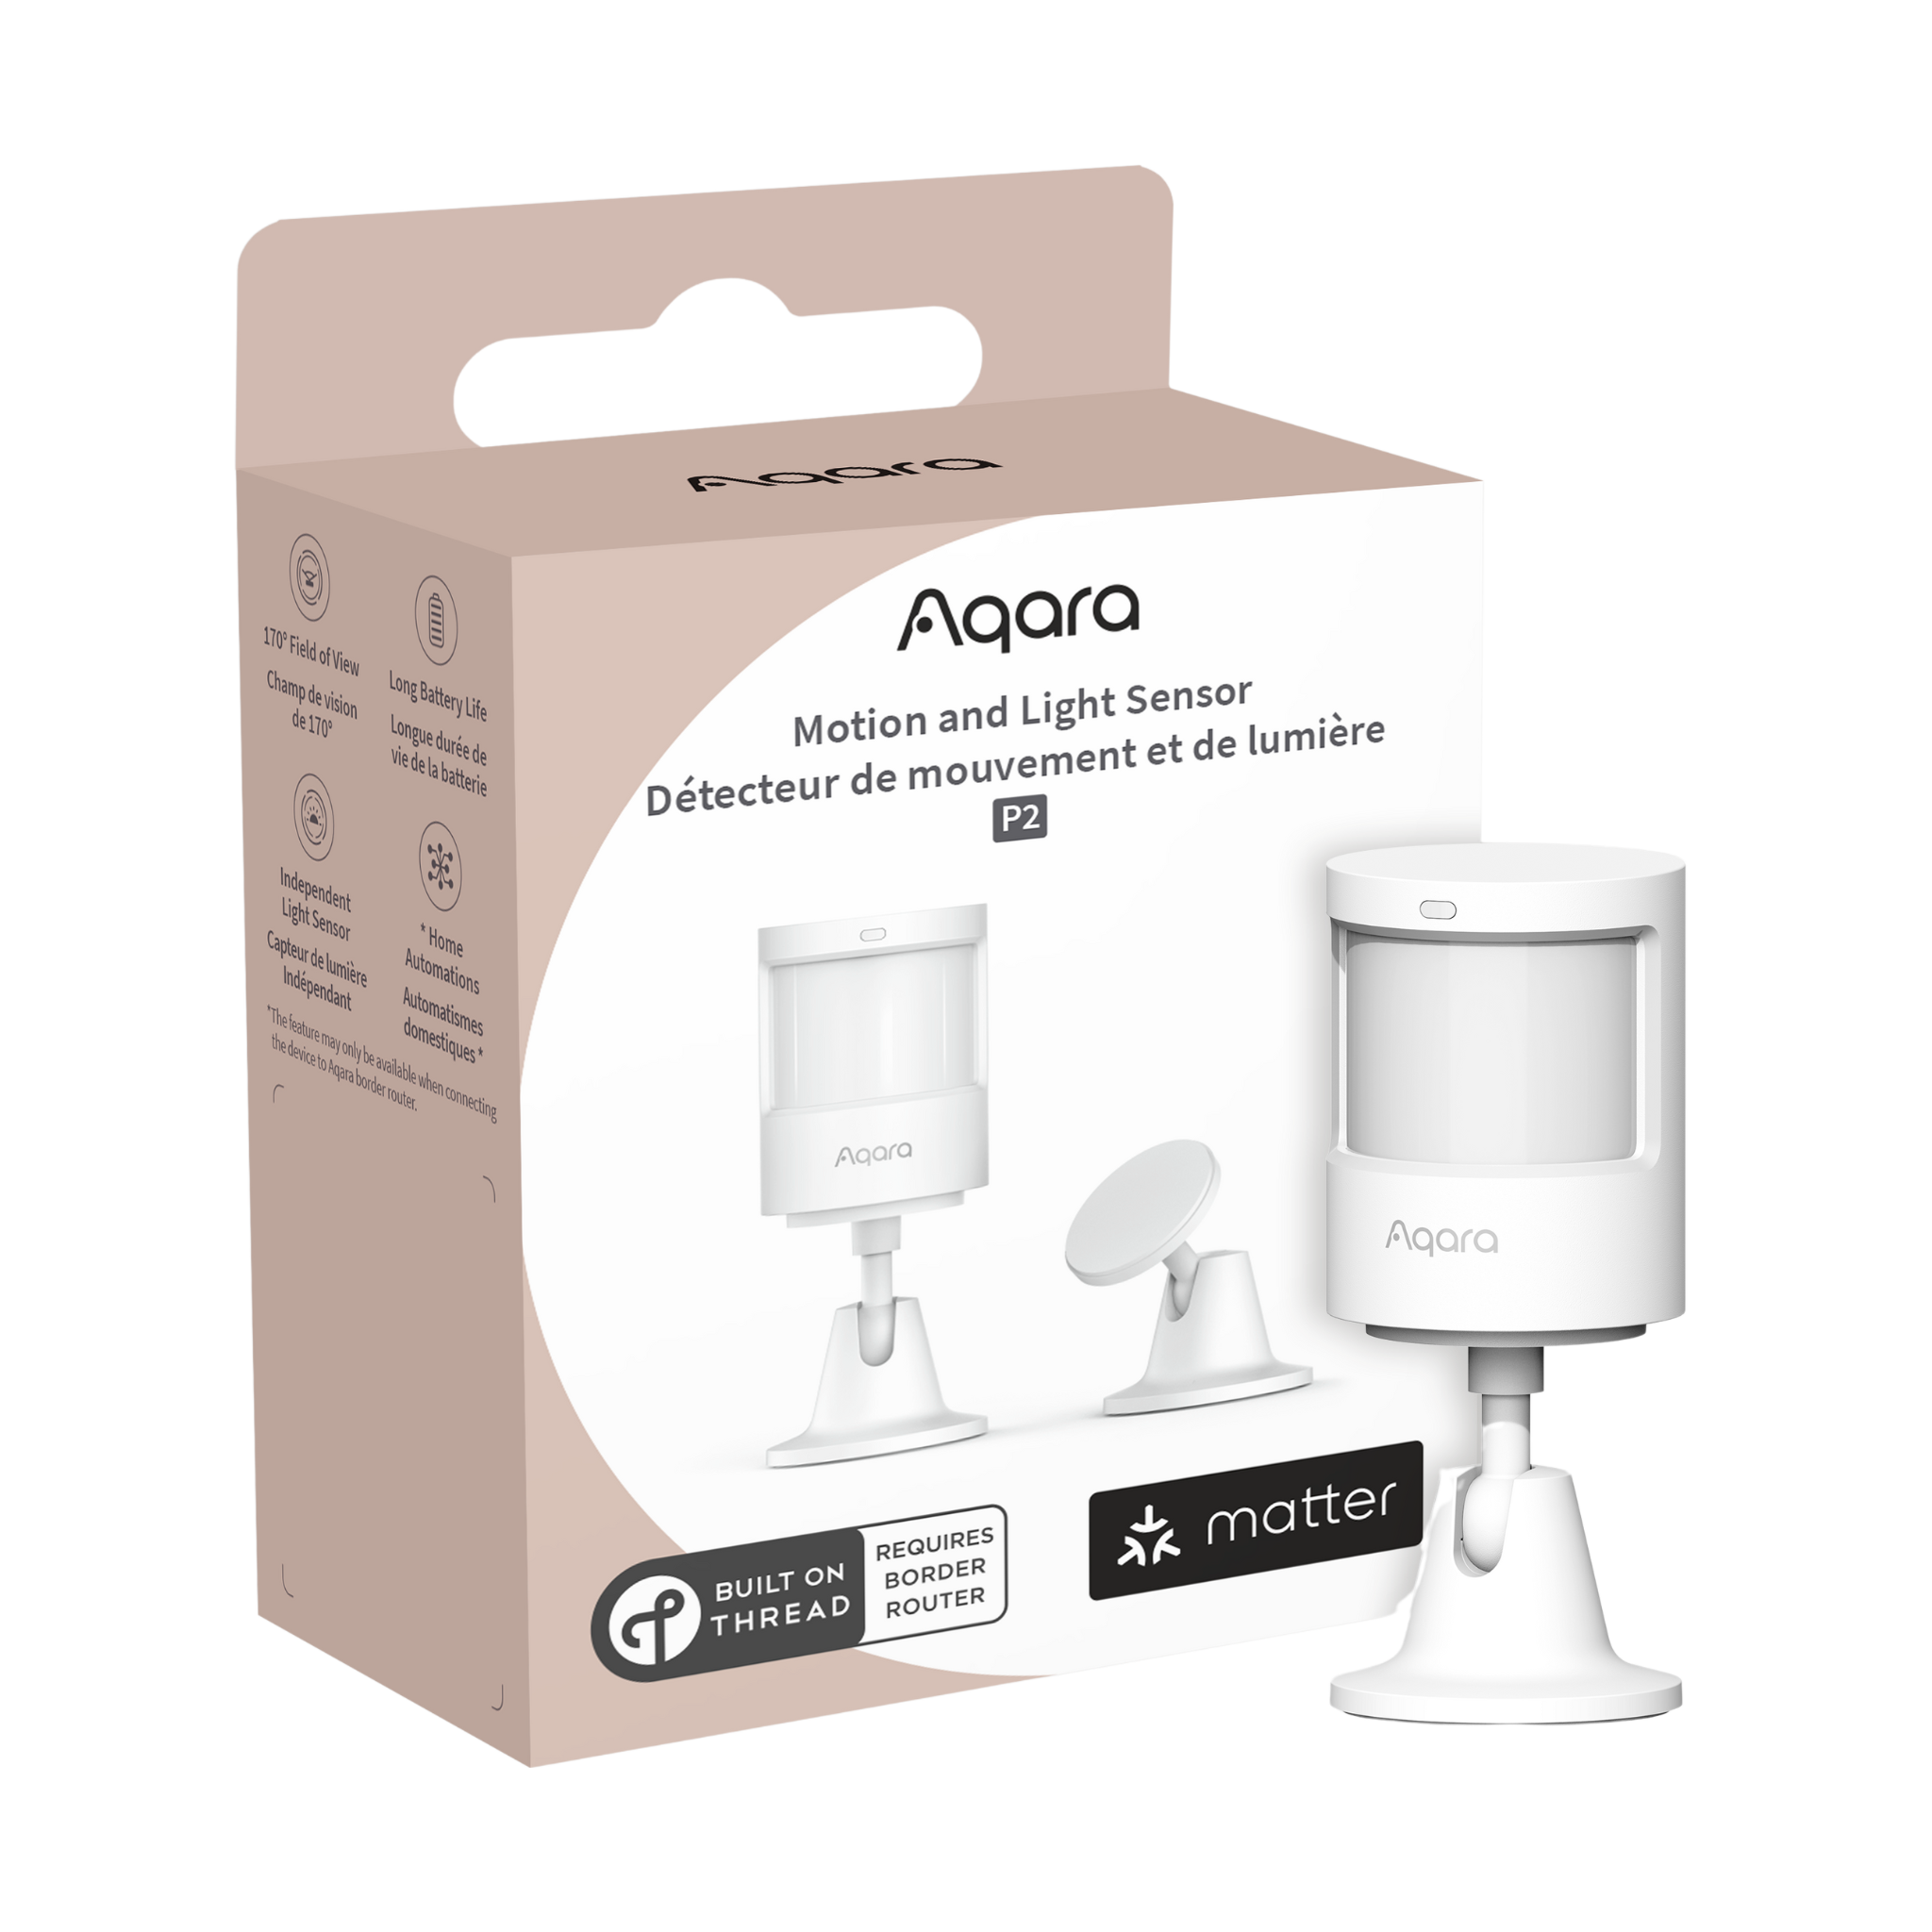 Aqara
Aqara
Motion and Light Sensor
Détecteur de mouvement et de lumière
P2
Aqara
BUILT ON
THREAD
REQUIRES
BORDER
ROUTER
matter
170° Field of View
Champ de vision
de 170°
Long Battery Life
Longue durée de
vie de la batterie
Independent
Light Sensor
Capteur de lumière
Indépendant
* Home
Automations
Automatismes
domestiques *
*The feature may only be available when connecting
the device to Aqara border router.
Aqara